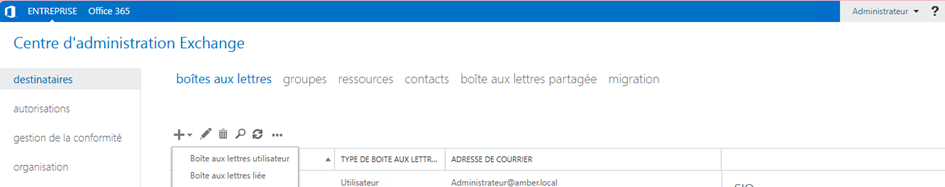 ENTREPRISE Office 365 Administrateur ?
Centre d'administration Exchange
destinataires boîtes aux lettres groupes ressources contacts boîte aux lettres partagée migration
autorisations
gestion de la conformité
organisation
Boîte aux lettres utilisateur
Boîte aux lettres liée
TYPE DE BOITE AUX LETTR... ADRESSE DE COURRIER
Utilisateur Administrateur@amber.local